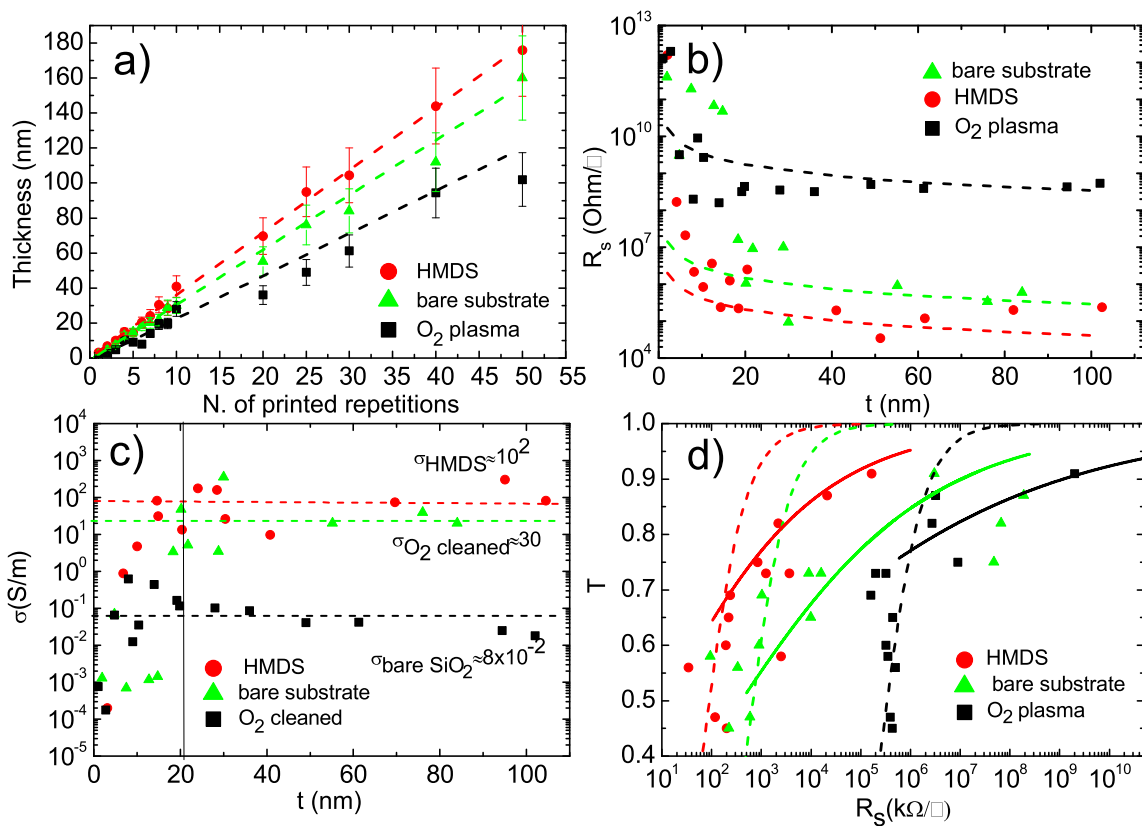 a)
Thickness (nm)
180
160
140
120
100
80
60
40
20
0
0 5 10 15 20 25 30 35 40 45 50 55
N. of printed repetitions
HMDS
bare substrate
O2 plasma
b)
Rs (Ohm/□)
10^13
10^10
10^7
10^4
0 20 40 60 80 100
t (nm)
bare substrate
HMDS
O2 plasma
c)
σ(S/m)
10^4
10^3
10^2
10^1
10^0
10^-1
10^-2
10^-3
10^-4
10^-5
0 20 40 60 80 100
t (nm)
σHMDS≈10^2
σO2 cleaned≈30
σbare SiO2≈8x10^-2
HMDS
bare substrate
O2 cleaned
d)
T
1.0
0.9
0.8
0.7
0.6
0.5
0.4
10^1 10^2 10^3 10^4 10^5 10^6 10^7 10^8 10^9 10^10
Rs(kΩ/□)
HMDS
bare substrate
O2 plasma